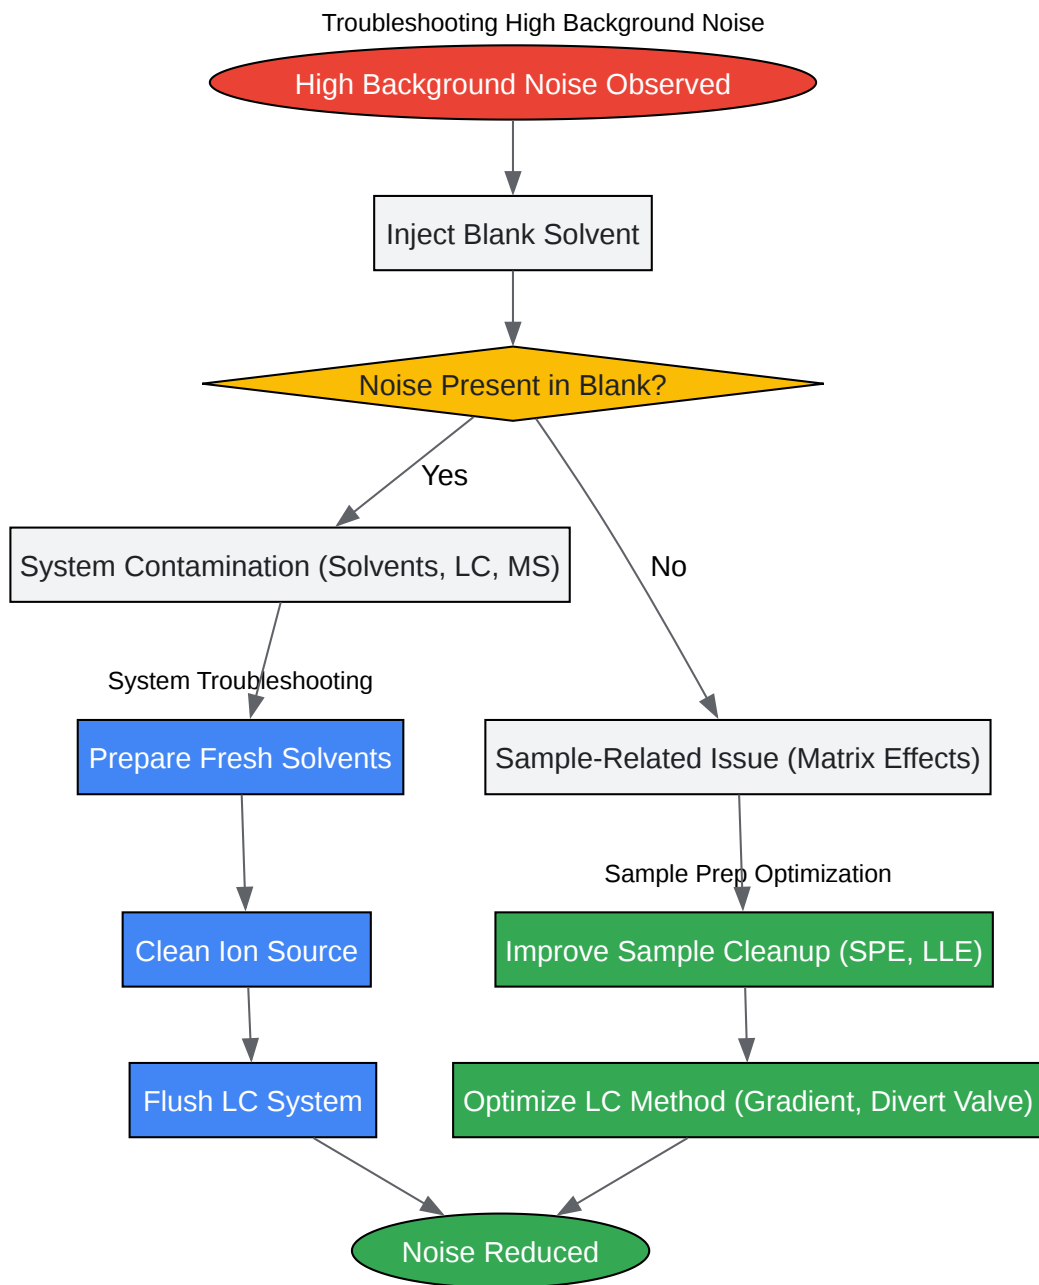 Troubleshooting High Background Noise
High Background Noise Observed
Inject Blank Solvent
Noise Present in Blank?
Yes
No
System Contamination (Solvents, LC, MS)
System Troubleshooting
Prepare Fresh Solvents
Sample-Related Issue (Matrix Effects)
Sample Prep Optimization
Clean Ion Source
Improve Sample Cleanup (SPE, LLE)
Flush LC System
Optimize LC Method (Gradient, Divert Valve)
Noise Reduced